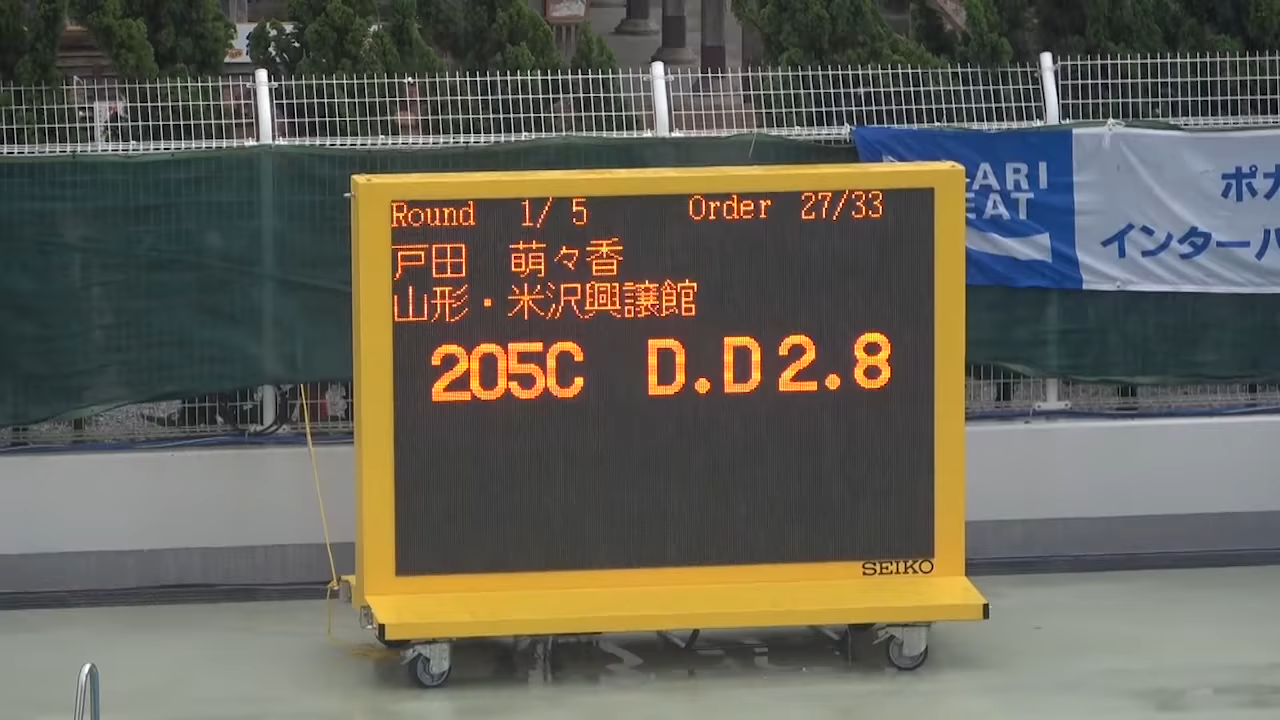 Round 1/ 5 Order 27/33
戸田 萌々香
山形・米沢興譲館
205C D.D 2.8
SEIKO
ARI
EAT
ポカ
インターハ